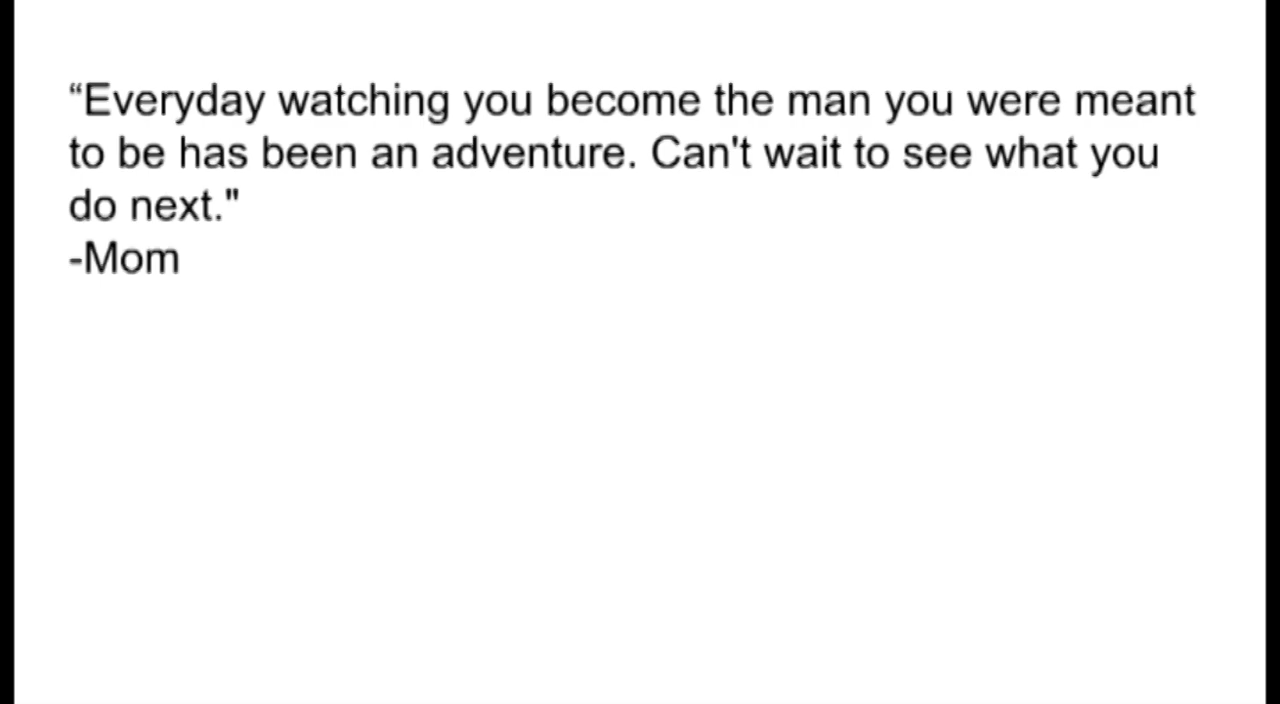 “Everyday watching you become the man you were meant
to be has been an adventure. Can't wait to see what you
do next."
-Mom